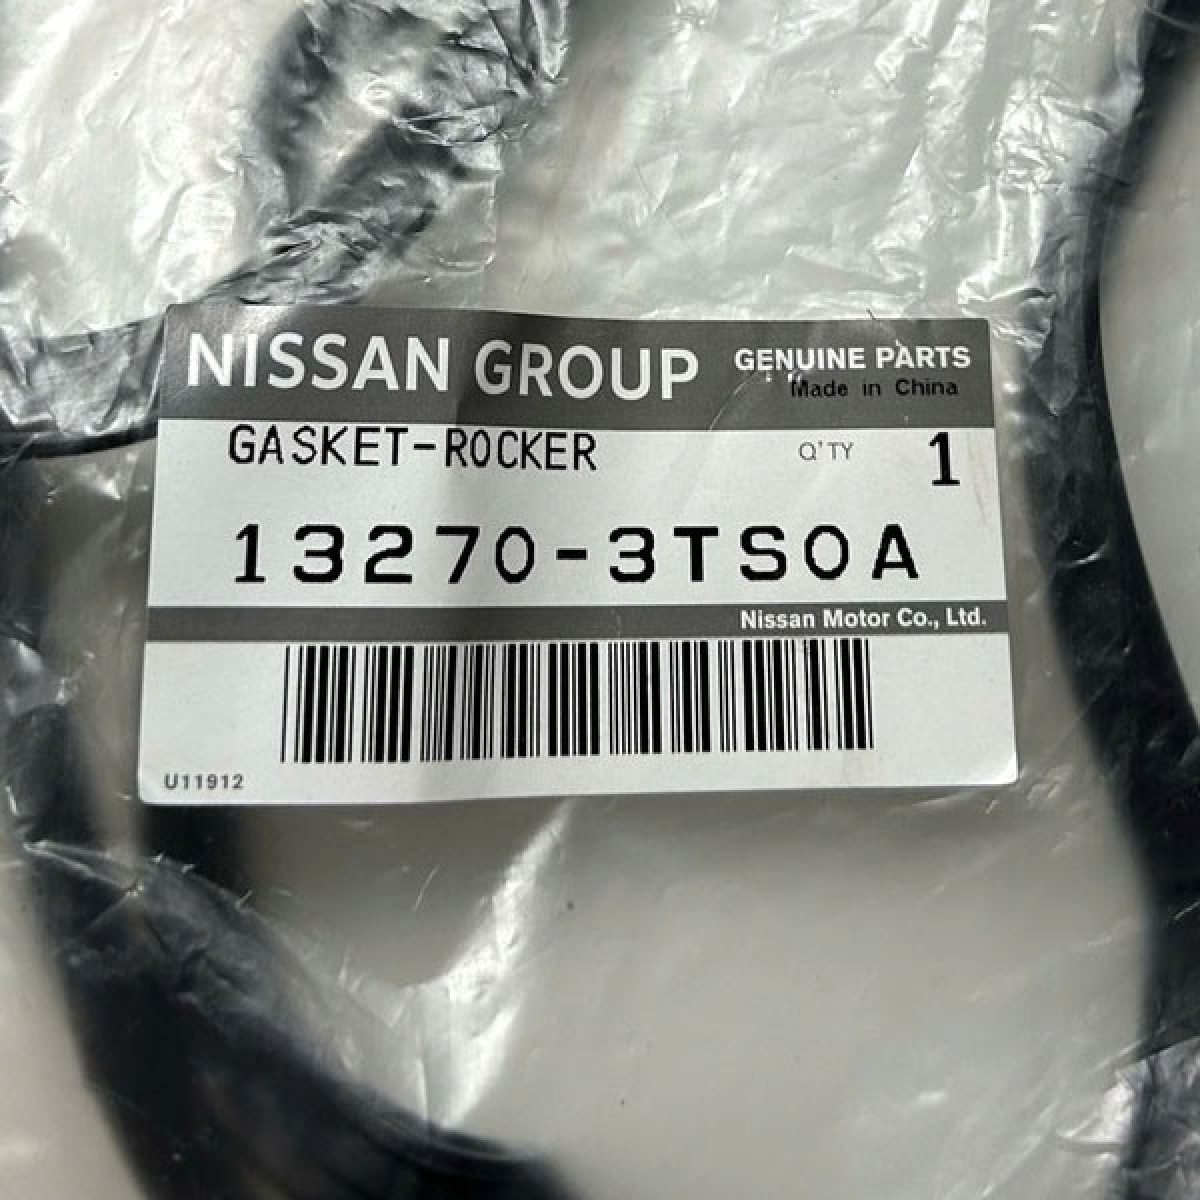 NISSAN GROUP GENUINE PARTS
Made in China
GASKET-ROCKER Q'TY 1
13270-3TS0A
Nissan Motor Co., Ltd.
U11912